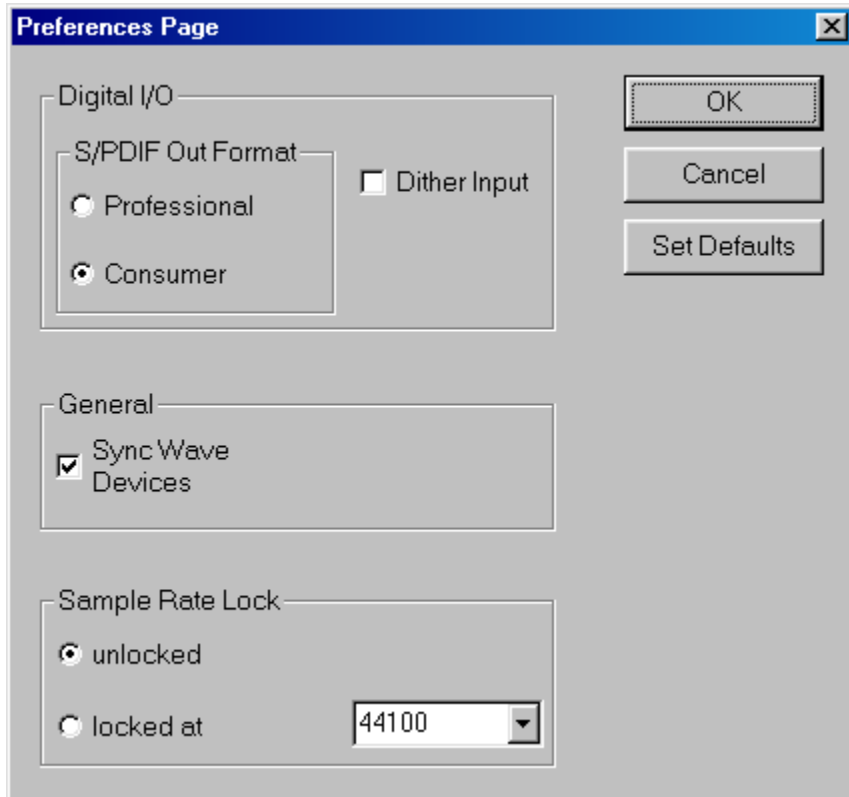 Preferences Page
Digital I/O
S/PDIF Out Format
Professional
Consumer
Dither Input
OK
Cancel
Set Defaults
General
Sync Wave
Devices
Sample Rate Lock
unlocked
locked at
44100